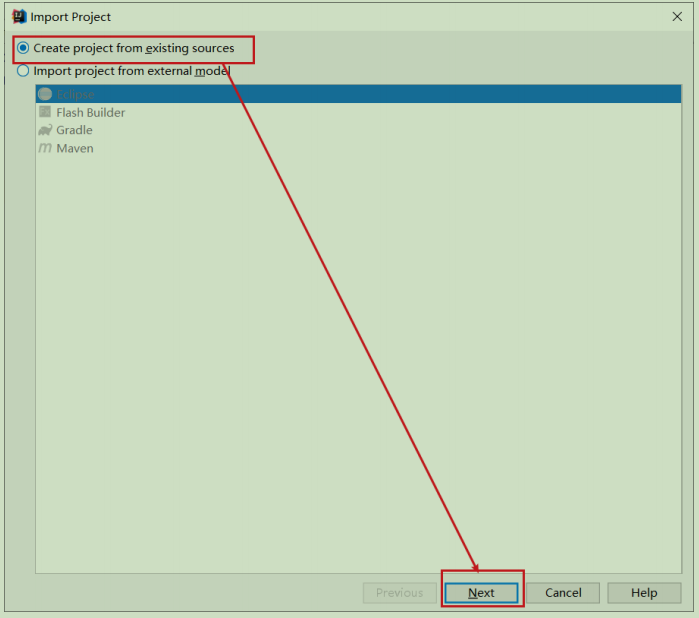 Import Project
Create project from existing sources
Import project from external model
Eclipse
Flash Builder
Gradle
Maven
Previous Next Cancel Help